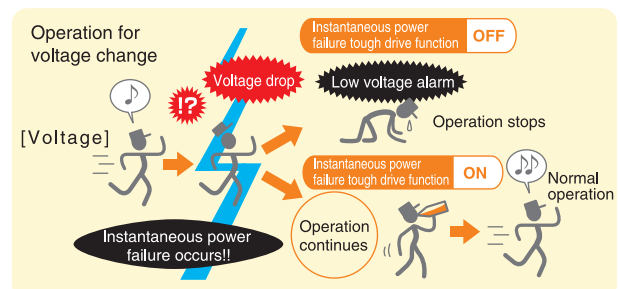 Operation for
voltage change
Instantaneous power
failure tough drive function
OFF
!?
Voltage drop
Low voltage alarm
[Voltage]
Operation stops
Instantaneous power
failure tough drive function
ON
Normal
operation
Instantaneous power
failure occurs!!
Operation
continues